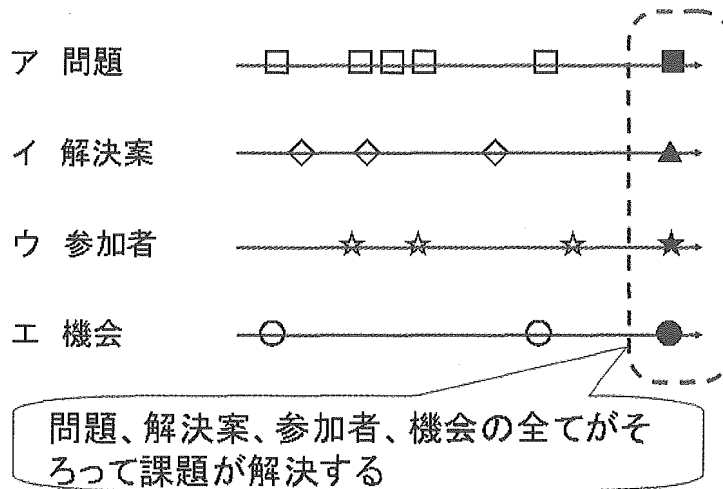 ア 問題
イ 解決案
ウ 参加者
エ 機会
問題、解決案、参加者、機会の全てがそ
ろって課題が解決する